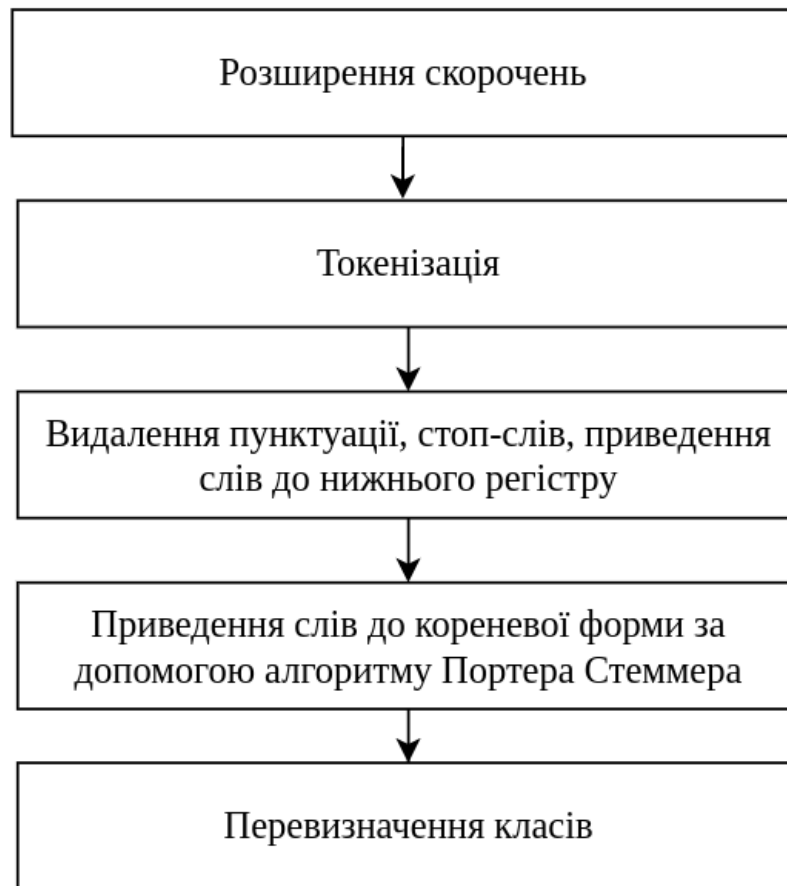 Розширення скорочень
Токенізація
Видалення пунктуації, стоп-слів, приведення
слів до нижнього регістру
Приведення слів до кореневої форми за
допомогою алгоритму Портера Стеммера
Перевизначення класів